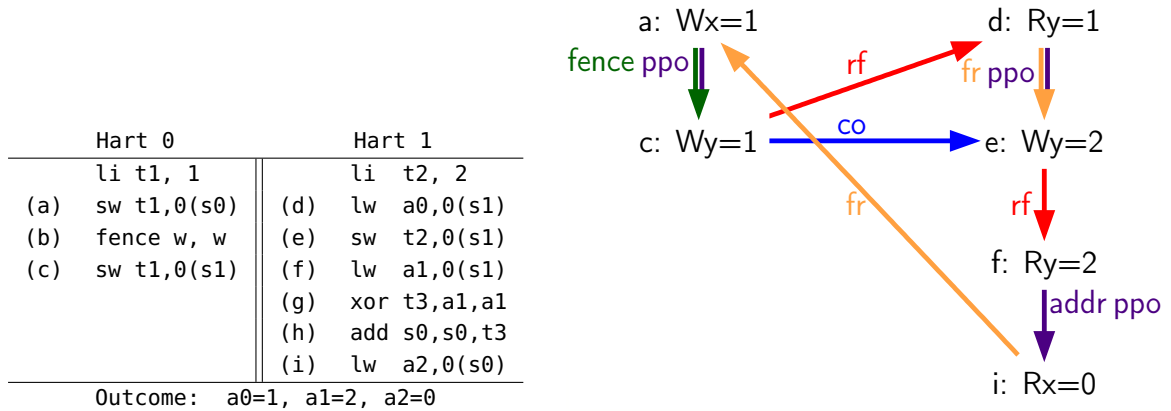 Hart 0 Hart 1
li t1, 1 li t2, 2
(a) sw t1,0(s0) (d) lw a0,0(s1)
(b) fence w, w (e) sw t2,0(s1)
(c) sw t1,0(s1) (f) lw a1,0(s1)
(g) xor t3,a1,a1
(h) add s0,s0,t3
(i) lw a2,0(s0)
Outcome: a0=1, a1=2, a2=0
a: Wx=1 d: Ry=1
fence ppo rf fr ppo
co
c: Wy=1 e: Wy=2
fr rf
f: Ry=2
addr ppo
i: Rx=0